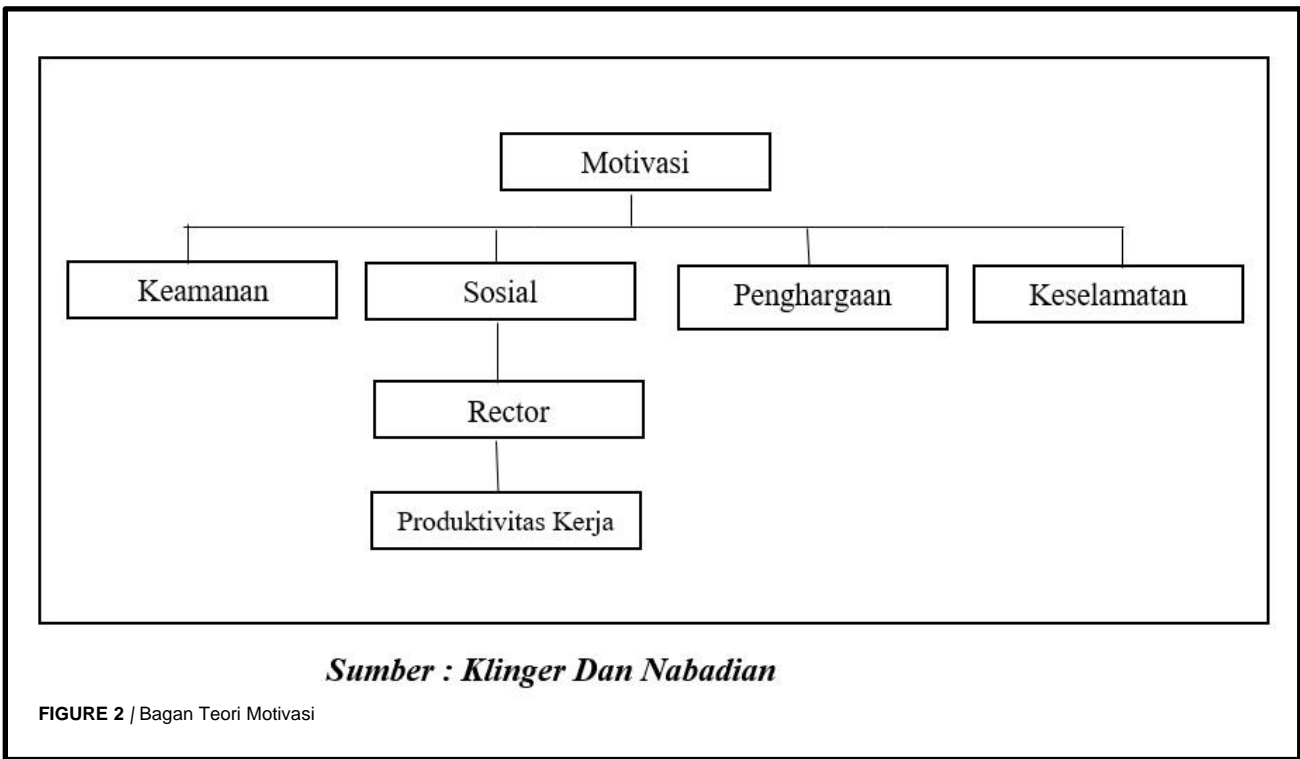 Motivasi
Keamanan
Sosial
Penghargaan
Keselamatan
Rector
Produktivitas Kerja
Sumber : Klinger Dan Nabadian
FIGURE 2 | Bagan Teori Motivasi